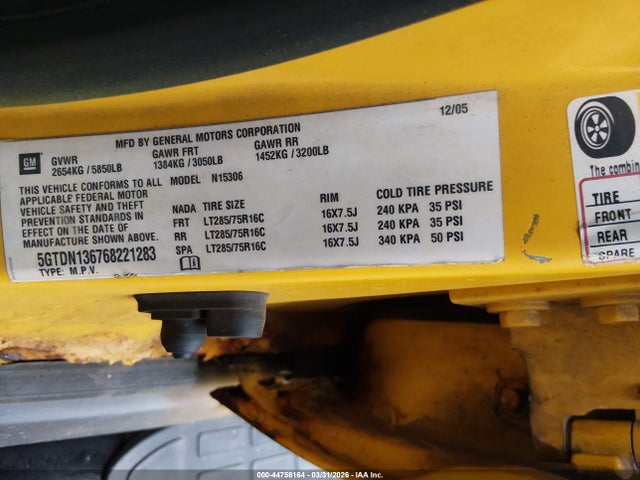 12/05
MFD BY GENERAL MOTORS CORPORATION
GM
GVWR GAWR FRT GAWR RR
2654KG / 5850LB 1384KG / 3050LB 1452KG / 3200LB
THIS VEHICLE CONFORMS TO ALL
APPLICABLE FEDERAL MOTOR
VEHICLE SAFETY AND THEFT
PREVENTION STANDARDS IN
EFFECT ON THE DATE OF
MANUFACTURE SHOWN ABOVE.
5GTDN136768221283
TYPE: M.P.V.
MODEL N15306
NADA TIRE SIZE RIM COLD TIRE PRESSURE
FRT LT285/75R16C 16X7.5J 240 KPA 35 PSI
RR LT285/75R16C 16X7.5J 240 KPA 35 PSI
SPA LT285/75R16C 16X7.5J 340 KPA 50 PSI
The combin
TIRE
FRONT
REAR
SPARE
000-44758164 - 03/31/2026 - IAA Inc.